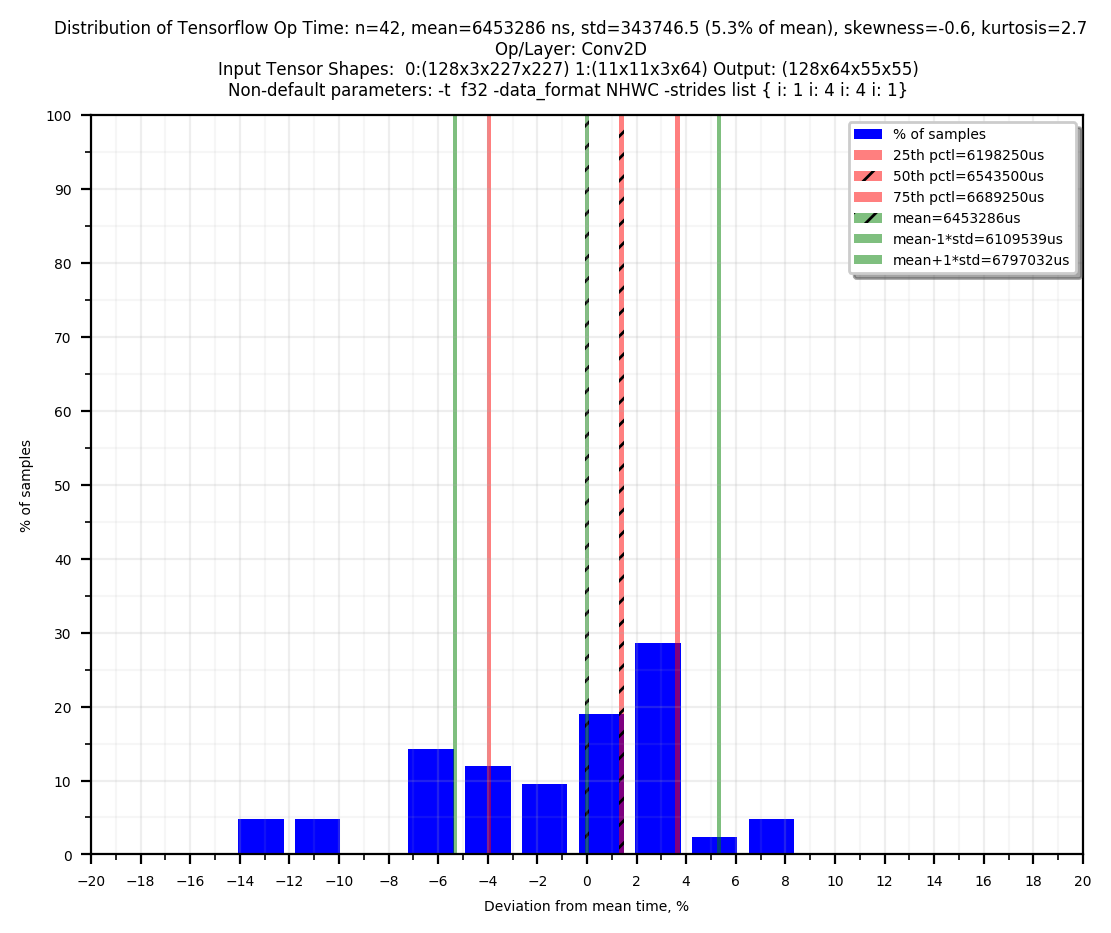 Distribution of Tensorflow Op Time: n=42, mean=6453286 ns, std=343746.5 (5.3% of mean), skewness=-0.6, kurtosis=2.7
Op/Layer: Conv2D
Input Tensor Shapes:  0:(128x3x227x227) 1:(11x11x3x64) Output: (128x64x55x55)
Non-default parameters: -t  f32 -data_format NHWC -strides list { i: 1 i: 4 i: 4 i: 1}
% of samples
25th pctl=6198250us
50th pctl=6543500us
75th pctl=6689250us
mean=6453286us
mean-1*std=6109539us
mean+1*std=6797032us
100
90
80
70
60
50
40
30
20
10
0
% of samples
−20 −18 −16 −14 −12 −10 −8 −6 −4 −2 0 2 4 6 8 10 12 14 16 18 20
Deviation from mean time, %